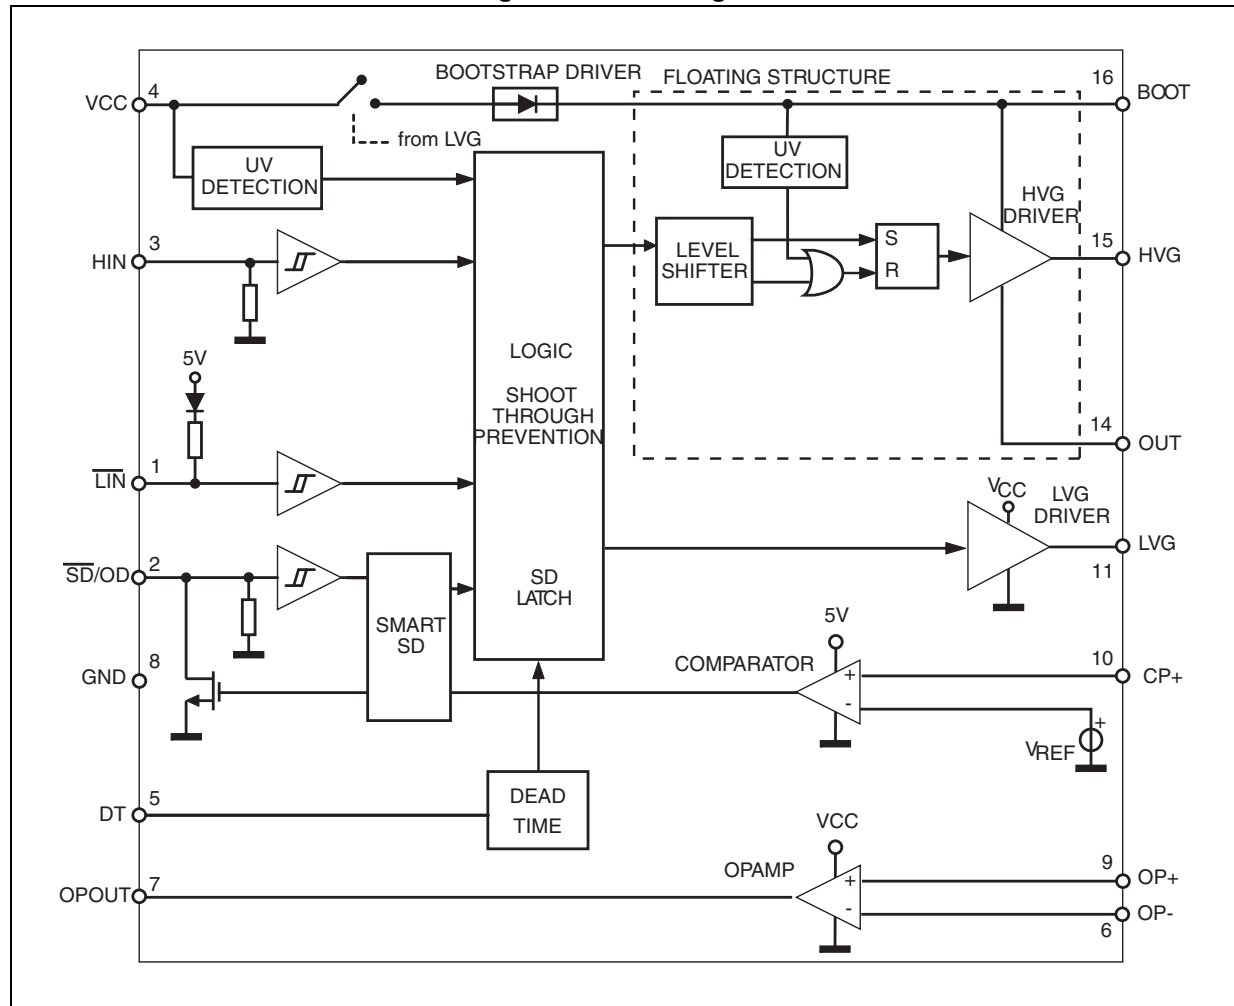 BOOTSTRAP DRIVER
FLOATING STRUCTURE
16
BOOT
4
VCC
from LVG
UV
DETECTION
UV
DETECTION
HVG
DRIVER
3
HIN
LEVEL
SHIFTER
S
R
15
HVG
5V
LOGIC
SHOOT
THROUGH
PREVENTION
14
OUT
1
LIN
VCC
LVG
DRIVER
LVG
11
2
SD/OD
SD
LATCH
SMART
SD
5V
8
GND
COMPARATOR
+
-
10
CP+
+
VREF
5
DT
DEAD
TIME
VCC
OPAMP
+
-
7
OPOUT
9
OP+
OP-
6